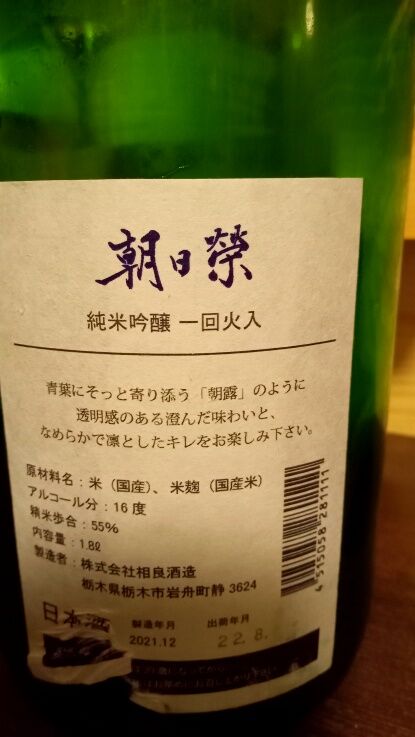 朝日榮
純米吟醸 一回火入
青葉にそっと寄り添う「朝露」のように
透明感のある澄んだ味わいと、
なめらかで凛としたキレをお楽しみ下さい。
原材料名：米（国産）、米麹（国産米）
アルコール分：16度
精米歩合：55%
内容量：1.8ℓ
製造者：株式会社相良酒造
栃木県栃木市岩舟町静 3624
4 515058 281111
日本酒
製造年月 出荷年月
2021.12 22.8.